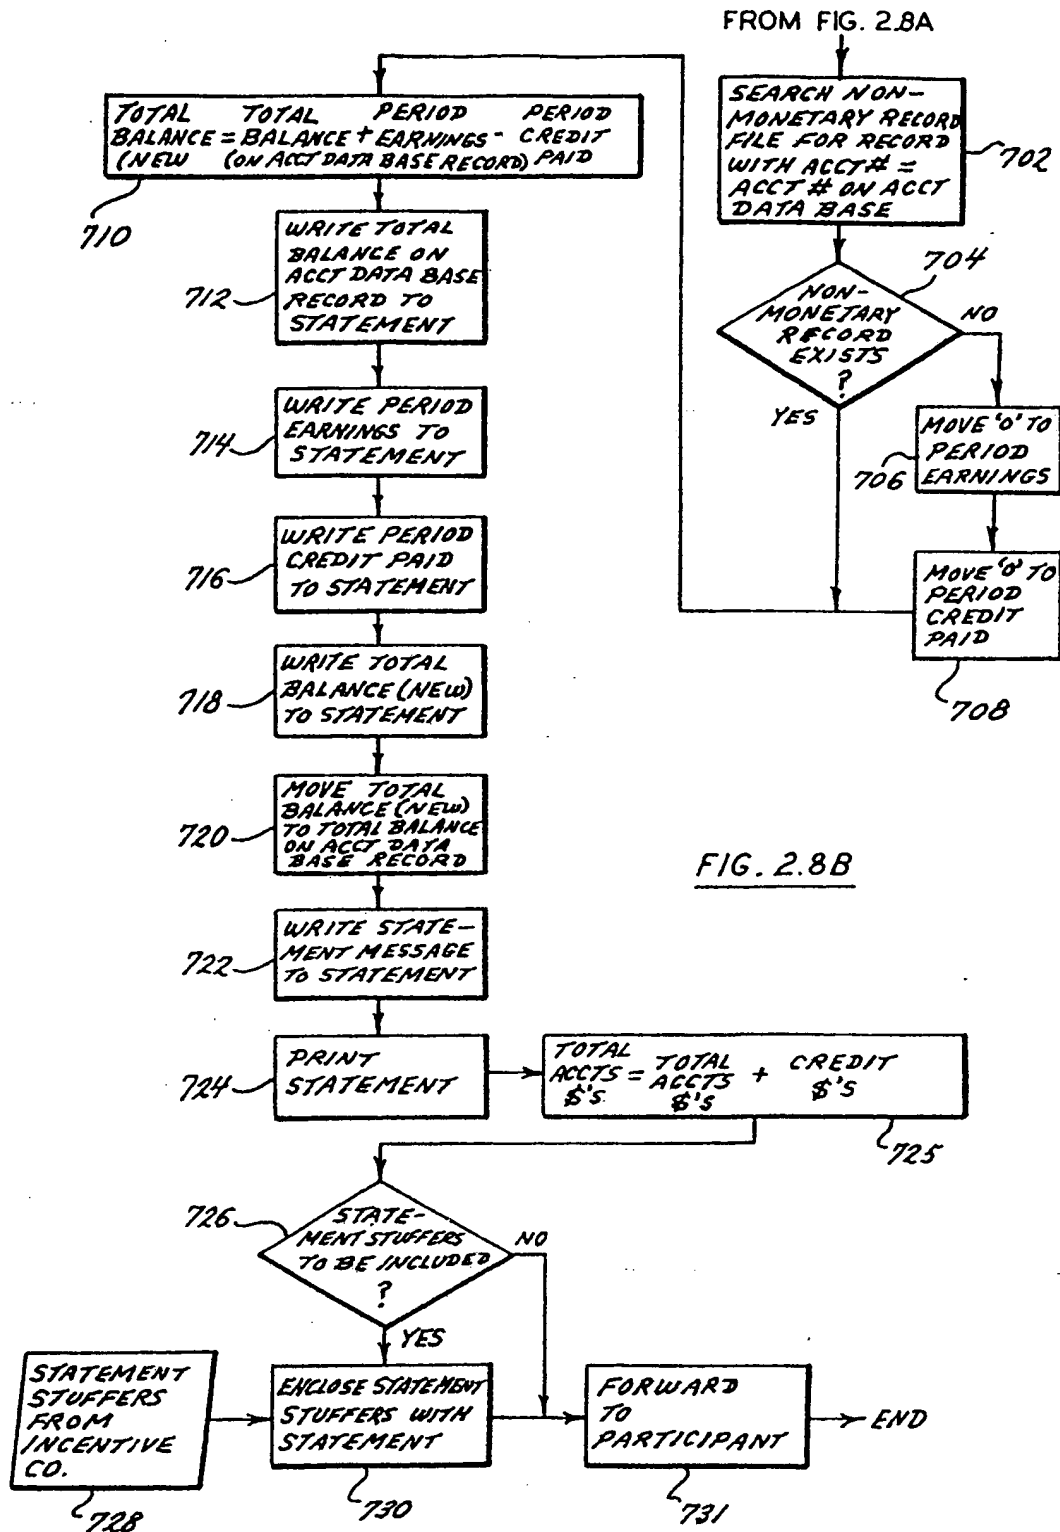 FROM FIG. 2.8A
SEARCH NON-
MONETARY RECORD
FILE FOR RECORD
WITH ACCT # =
ACCT # ON ACCT
DATA BASE
702
704
NON-
MONETARY
RECORD
EXISTS
?
NO
YES
MOVE 'O' TO
PERIOD
EARNINGS
706
MOVE 'O' TO
PERIOD
CREDIT
PAID
708
TOTAL TOTAL PERIOD PERIOD
BALANCE = BALANCE + EARNINGS - CREDIT
(NEW (ON ACCT DATA BASE RECORD) PAID
710
WRITE TOTAL
BALANCE ON
ACCT DATA BASE
RECORD TO
STATEMENT
712
WRITE PERIOD
EARNINGS TO
STATEMENT
714
WRITE PERIOD
CREDIT PAID
TO STATEMENT
716
WRITE TOTAL
BALANCE (NEW)
TO STATEMENT
718
MOVE TOTAL
BALANCE (NEW)
TO TOTAL BALANCE
ON ACCT DATA
BASE RECORD
720
FIG. 2.8B
WRITE STATE-
MENT MESSAGE
TO STATEMENT
722
PRINT
STATEMENT
724
TOTAL TOTAL CREDIT
ACCTS = ACCTS + $'S
$'S $'S
725
726
STATE-
MENT STUFFERS
TO BE INCLUDED
?
NO
YES
STATEMENT
STUFFERS
FROM
INCENTIVE
CO.
728
ENCLOSE STATEMENT
STUFFERS WITH
STATEMENT
730
FORWARD
TO
PARTICIPANT
731
END